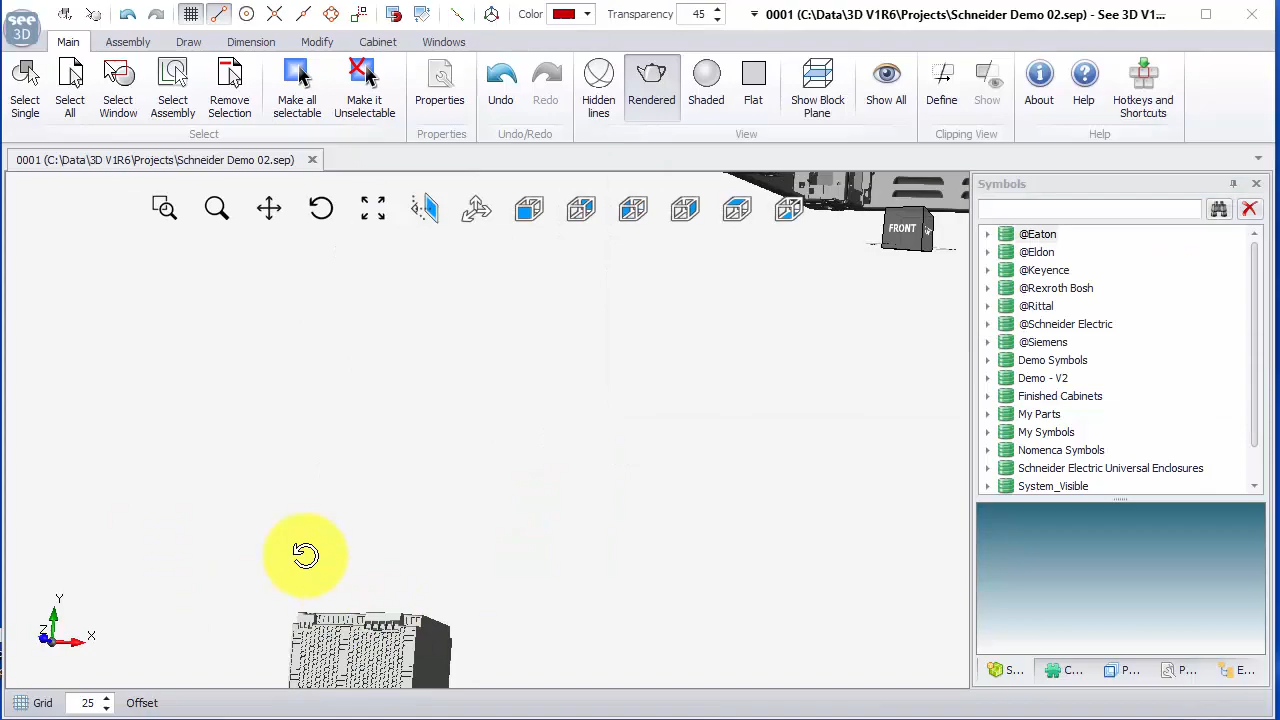 see 3D
Color
Transparency 45
0001 (C:\Data\3D V1R6\Projects\Schneider Demo 02.sep) - See 3D V1...
Main Assembly Draw Dimension Modify Cabinet Windows
Select Single
Select All
Select Window
Select Assembly
Remove Selection
Make all selectable
Make it Unselectable
Properties
Undo
Redo
Hidden lines
Rendered
Shaded
Flat
Show Block Plane
Show All
Define
Show
About
Help
Hotkeys and Shortcuts
Select
Properties
Undo/Redo
View
Clipping View
Help
0001 (C:\Data\3D V1R6\Projects\Schneider Demo 02.sep)
Symbols
FRONT
@Eaton
@Eldon
@Keyence
@Rexroth Bosh
@Rittal
@Schneider Electric
@Siemens
Demo Symbols
Demo - V2
Finished Cabinets
My Parts
My Symbols
Nomenca Symbols
Schneider Electric Universal Enclosures
System_Visible
Y
Z
X
S... C... P... P... E...
Grid 25 Offset